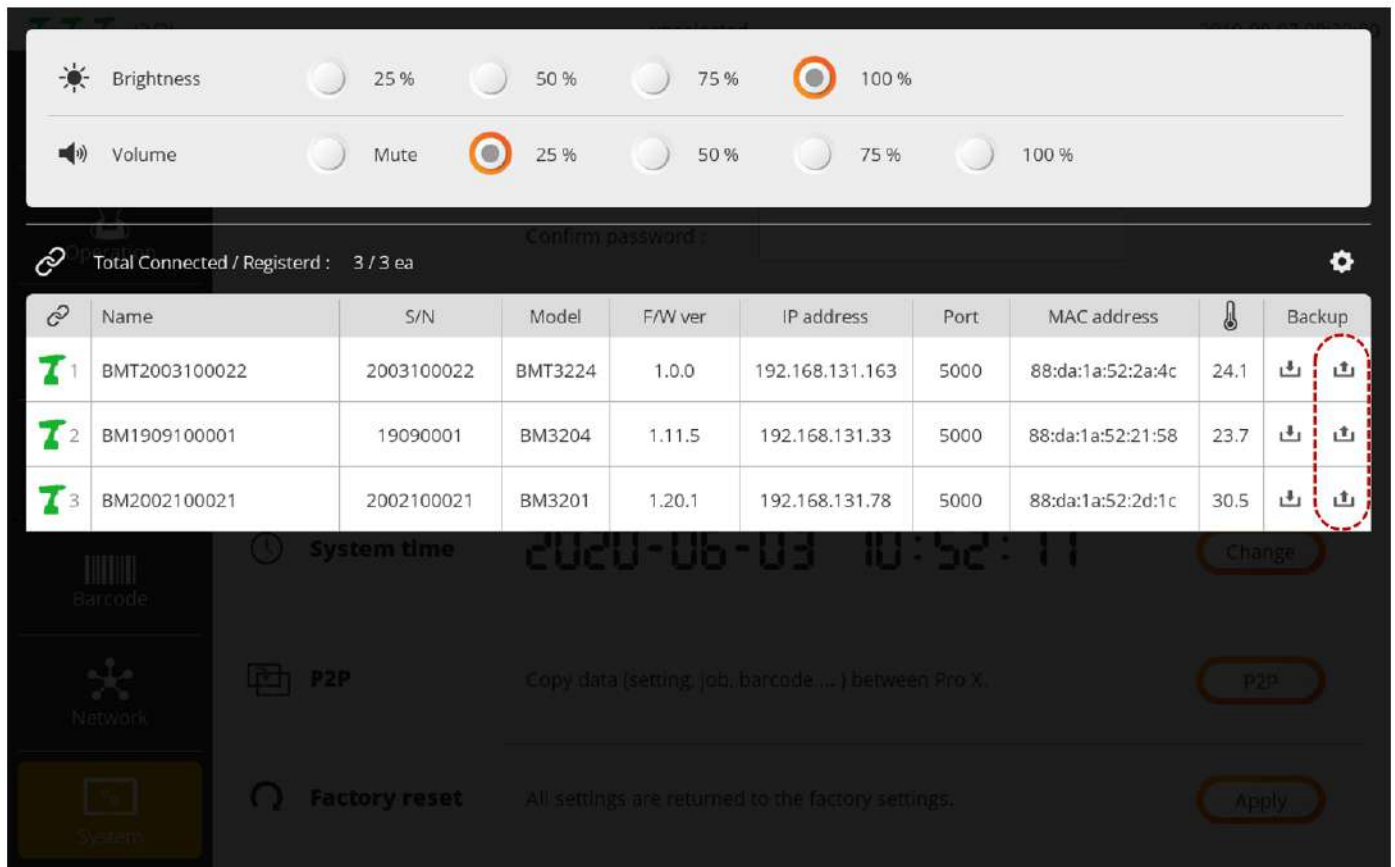 Brightness 25 % 50 % 75 % 100 %
Volume Mute 25 % 50 % 75 % 100 %
Operation
Confirm password :
Total Connected / Registerd : 3 / 3 ea
Name S/N Model F/W ver IP address Port MAC address Backup
1 BMT2003100022 2003100022 BMT3224 1.0.0 192.168.131.163 5000 88:da:1a:52:2a:4c 24.1
2 BM1909100001 19090001 BM3204 1.11.5 192.168.131.33 5000 88:da:1a:52:21:58 23.7
3 BM2002100021 2002100021 BM3201 1.20.1 192.168.131.78 5000 88:da:1a:52:2d:1c 30.5
System time 2020-06-03 10:52:11 Change
Barcode
P2P Copy data (setting, job, barcode .... ) between Pro X. P2P
Network
Factory reset All settings are returned to the factory settings. Apply
System